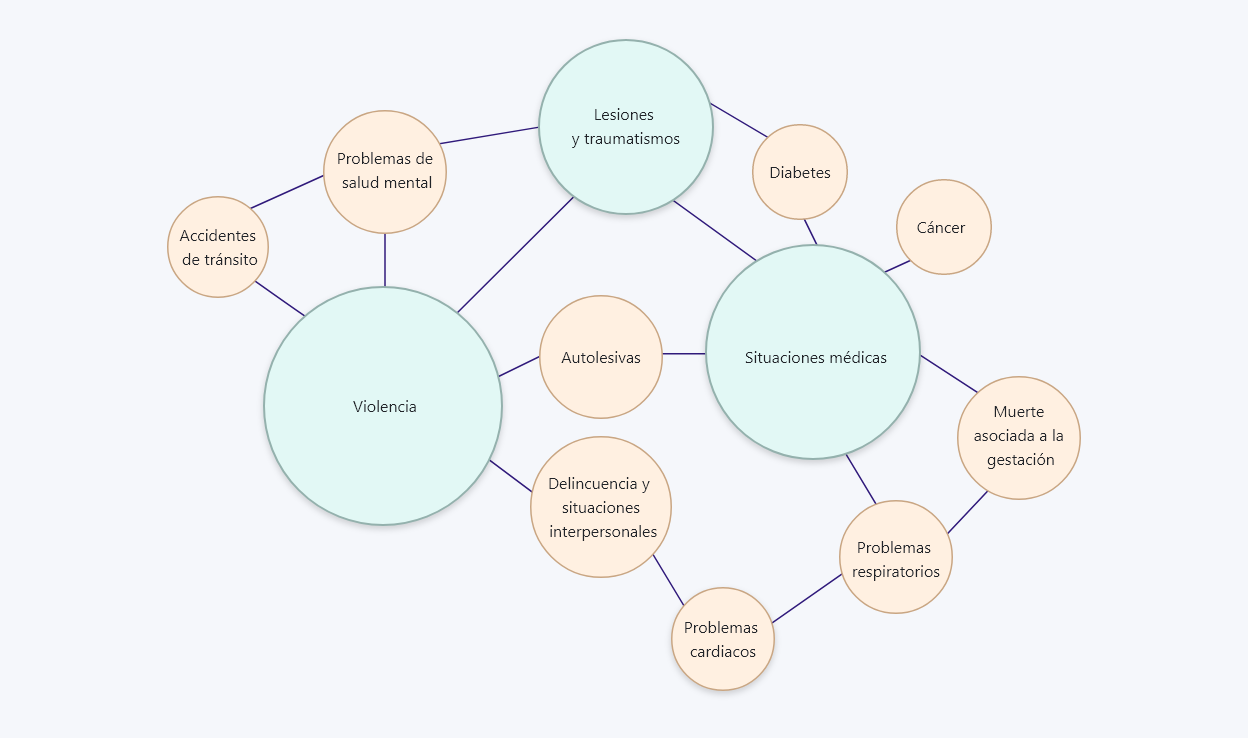 Lesiones
y traumatismos
Problemas de
salud mental
Diabetes
Cáncer
Accidentes
de tránsito
Autolesivas
Situaciones médicas
Violencia
Muerte
asociada a la
gestación
Delincuencia y
situaciones
interpersonales
Problemas
respiratorios
Problemas
cardiacos